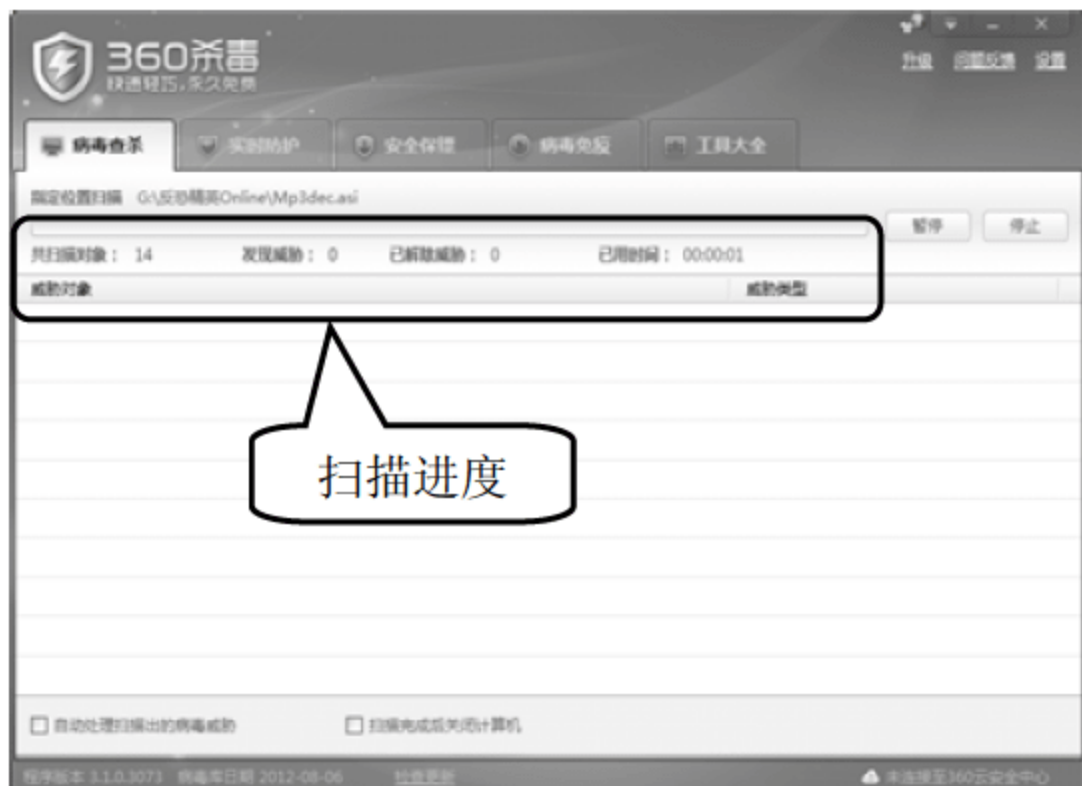 360杀毒
快速轻巧,永久免费
升级 问题反馈 设置
病毒查杀 实时防护 安全保镖 病毒免疫 工具大全
指定位置扫描 G:\反恐精英Online\Mp3dec.asi
暂停 停止
共扫描对象： 14 发现威胁： 0 已解除威胁： 0 已用时间： 00:00:01
威胁对象 威胁类型
扫描进度
自动处理扫描出的病毒威胁 扫描完成后关闭计算机
程序版本 3.1.0.3073 病毒库日期 2012-08-06 检查更新 未连接至360云安全中心